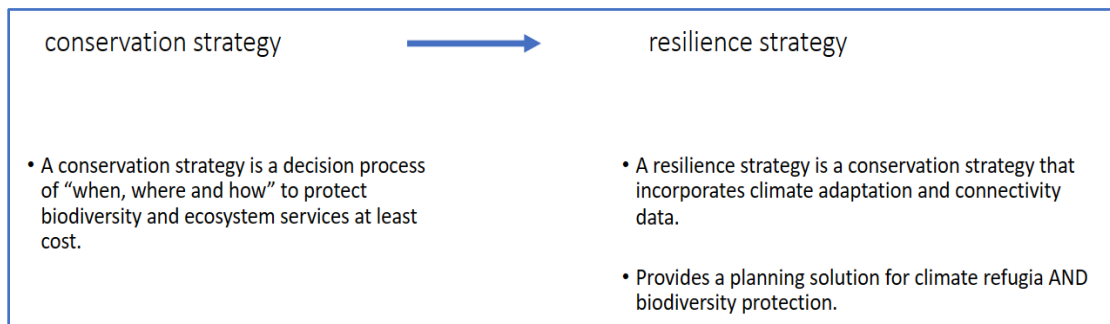 conservation strategy
resilience strategy
• A conservation strategy is a decision process
of “when, where and how” to protect
biodiversity and ecosystem services at least
cost.
• A resilience strategy is a conservation strategy that
incorporates climate adaptation and connectivity
data.
• Provides a planning solution for climate refugia AND
biodiversity protection.